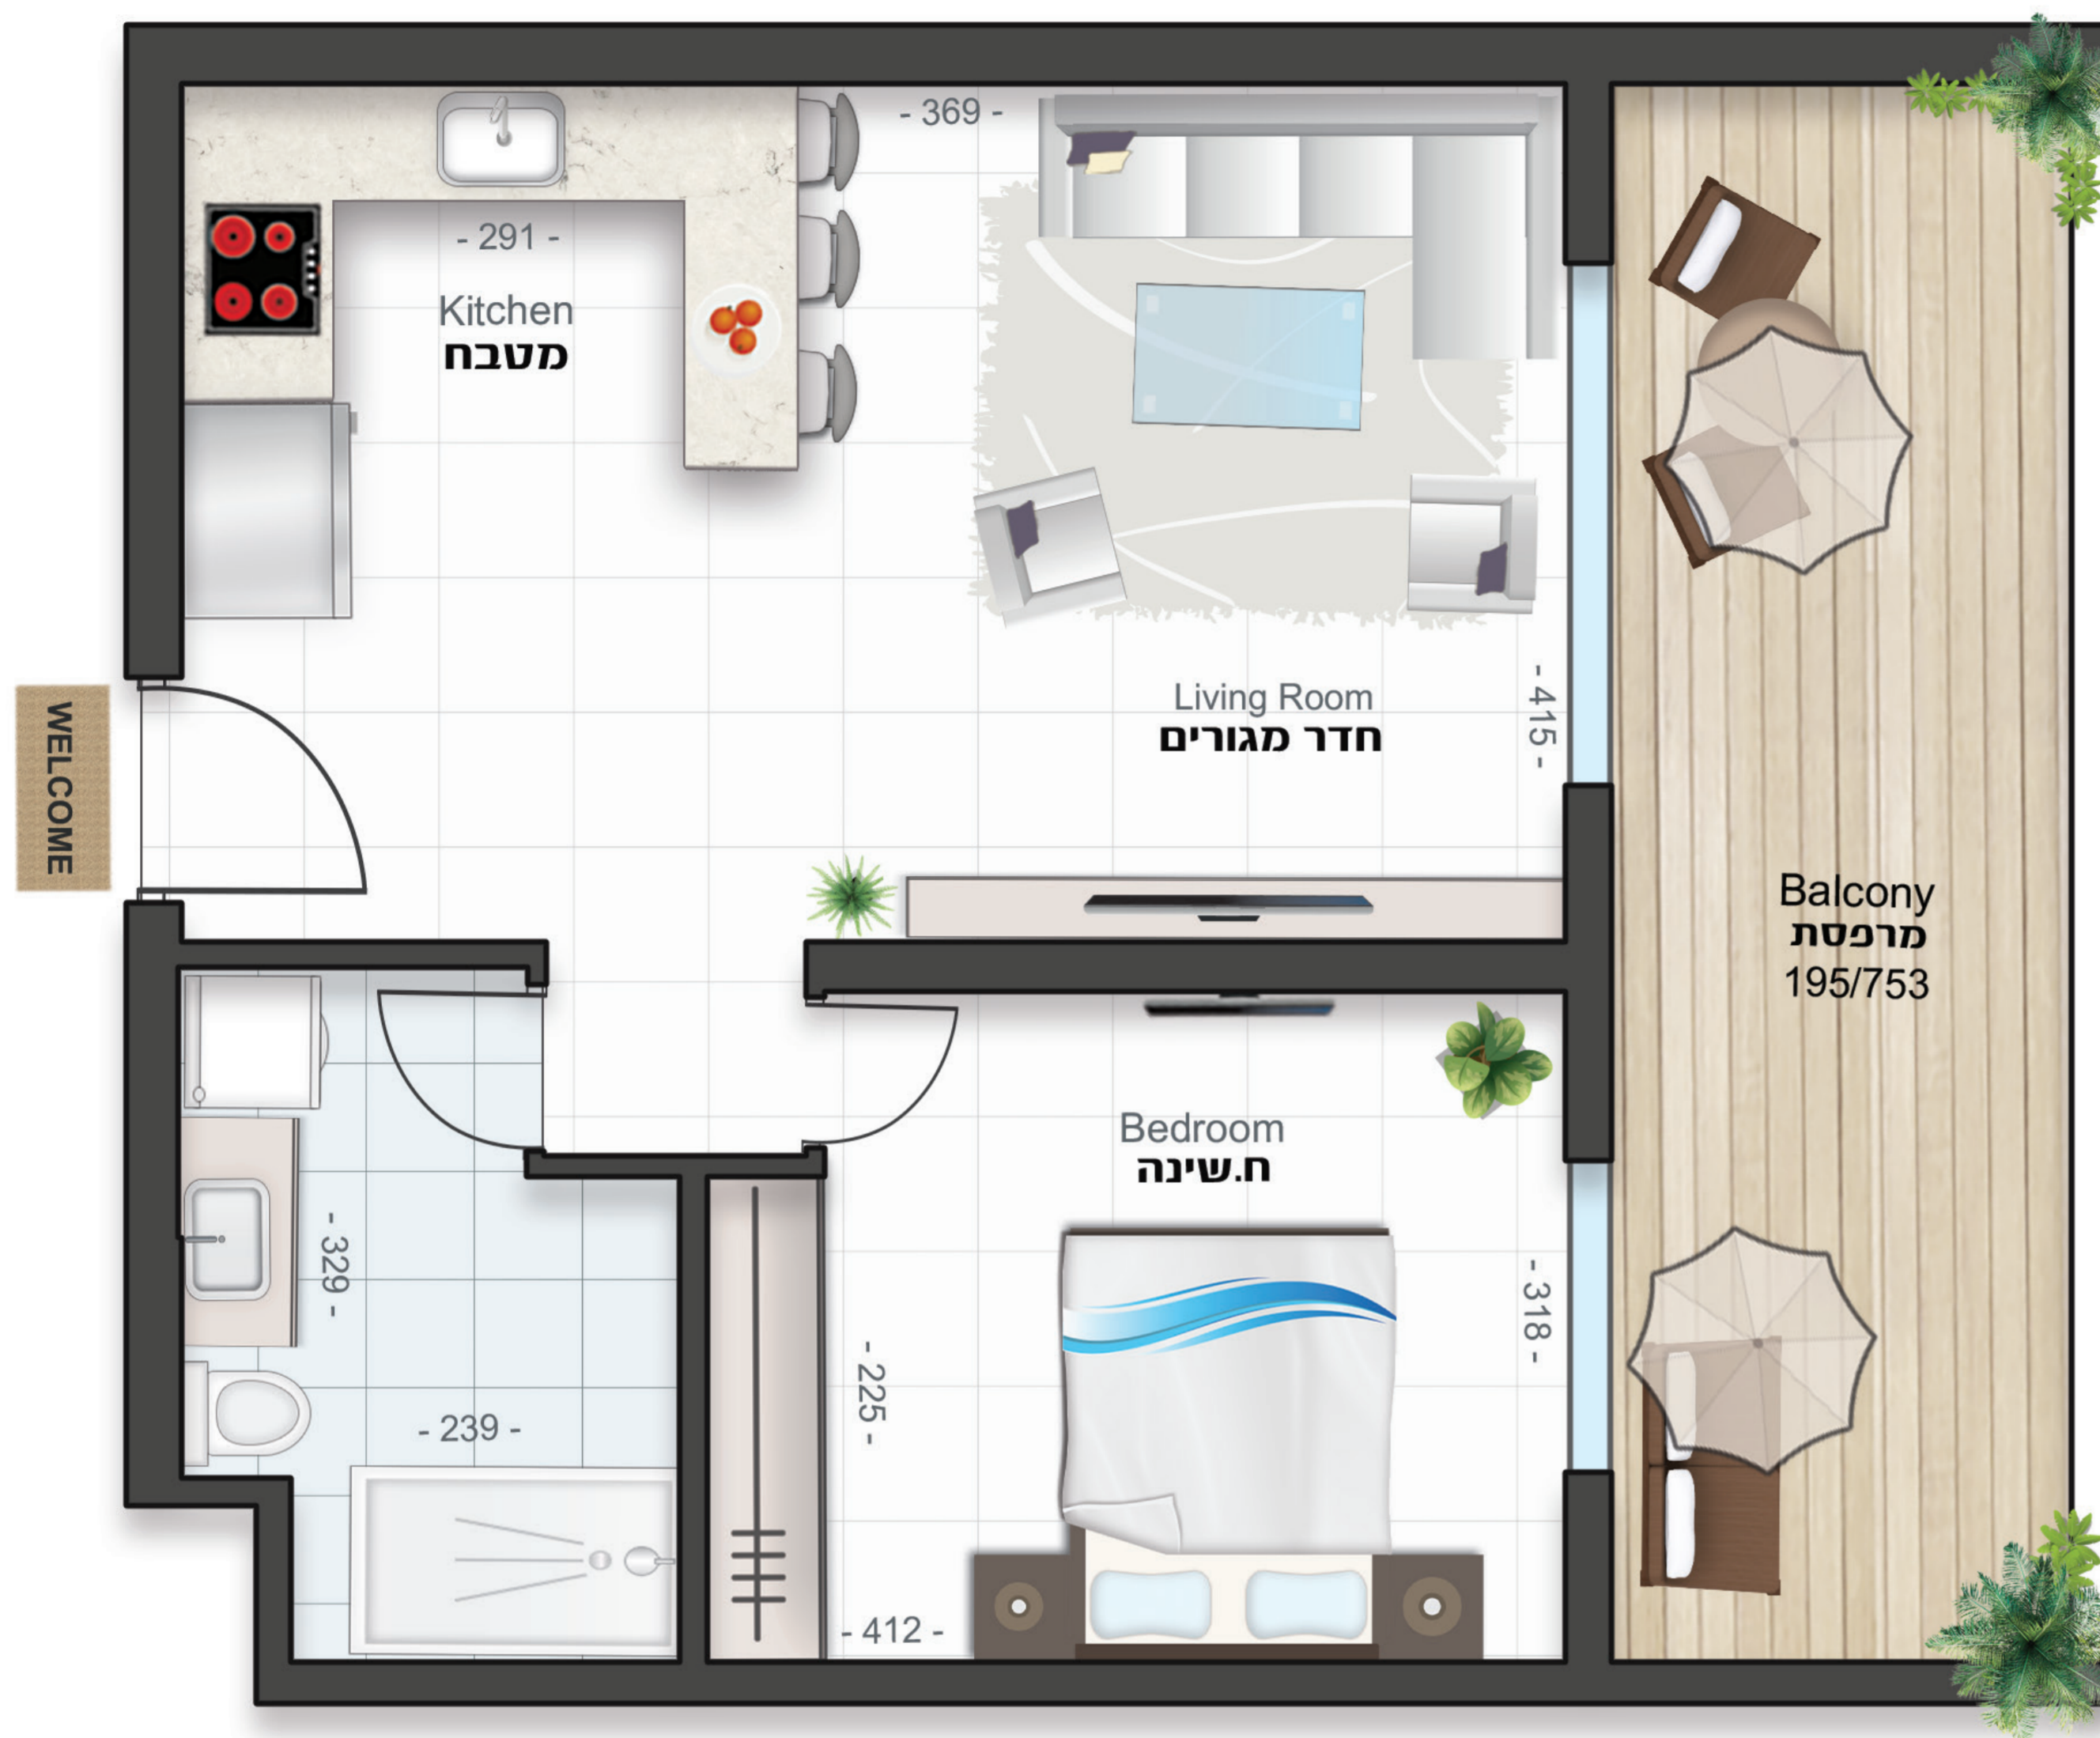 - 369 -
- 291 -
Kitchen
מטבח
WELCOME
Living Room
חדר מגורים
- 415 -
Balcony
מרפסת
195/753
Bedroom
ח.שינה
- 329 -
- 318 -
- 225 -
- 239 -
- 412 -